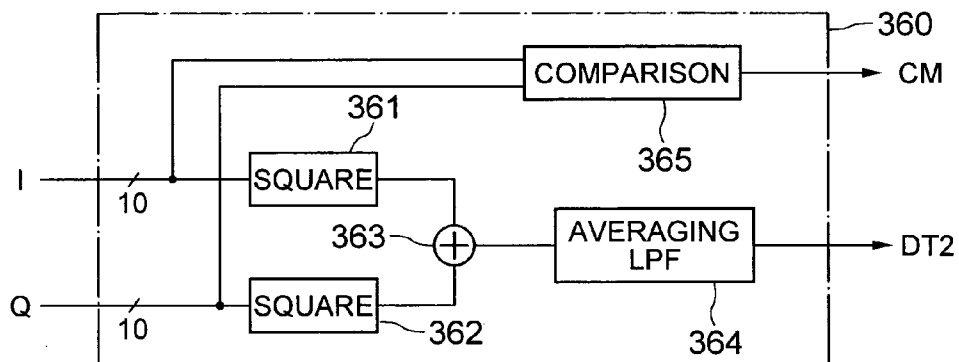 360
COMPARISON
CM
361
365
I
10
SQUARE
363
+
AVERAGING
LPF
DT2
Q
10
SQUARE
362
364